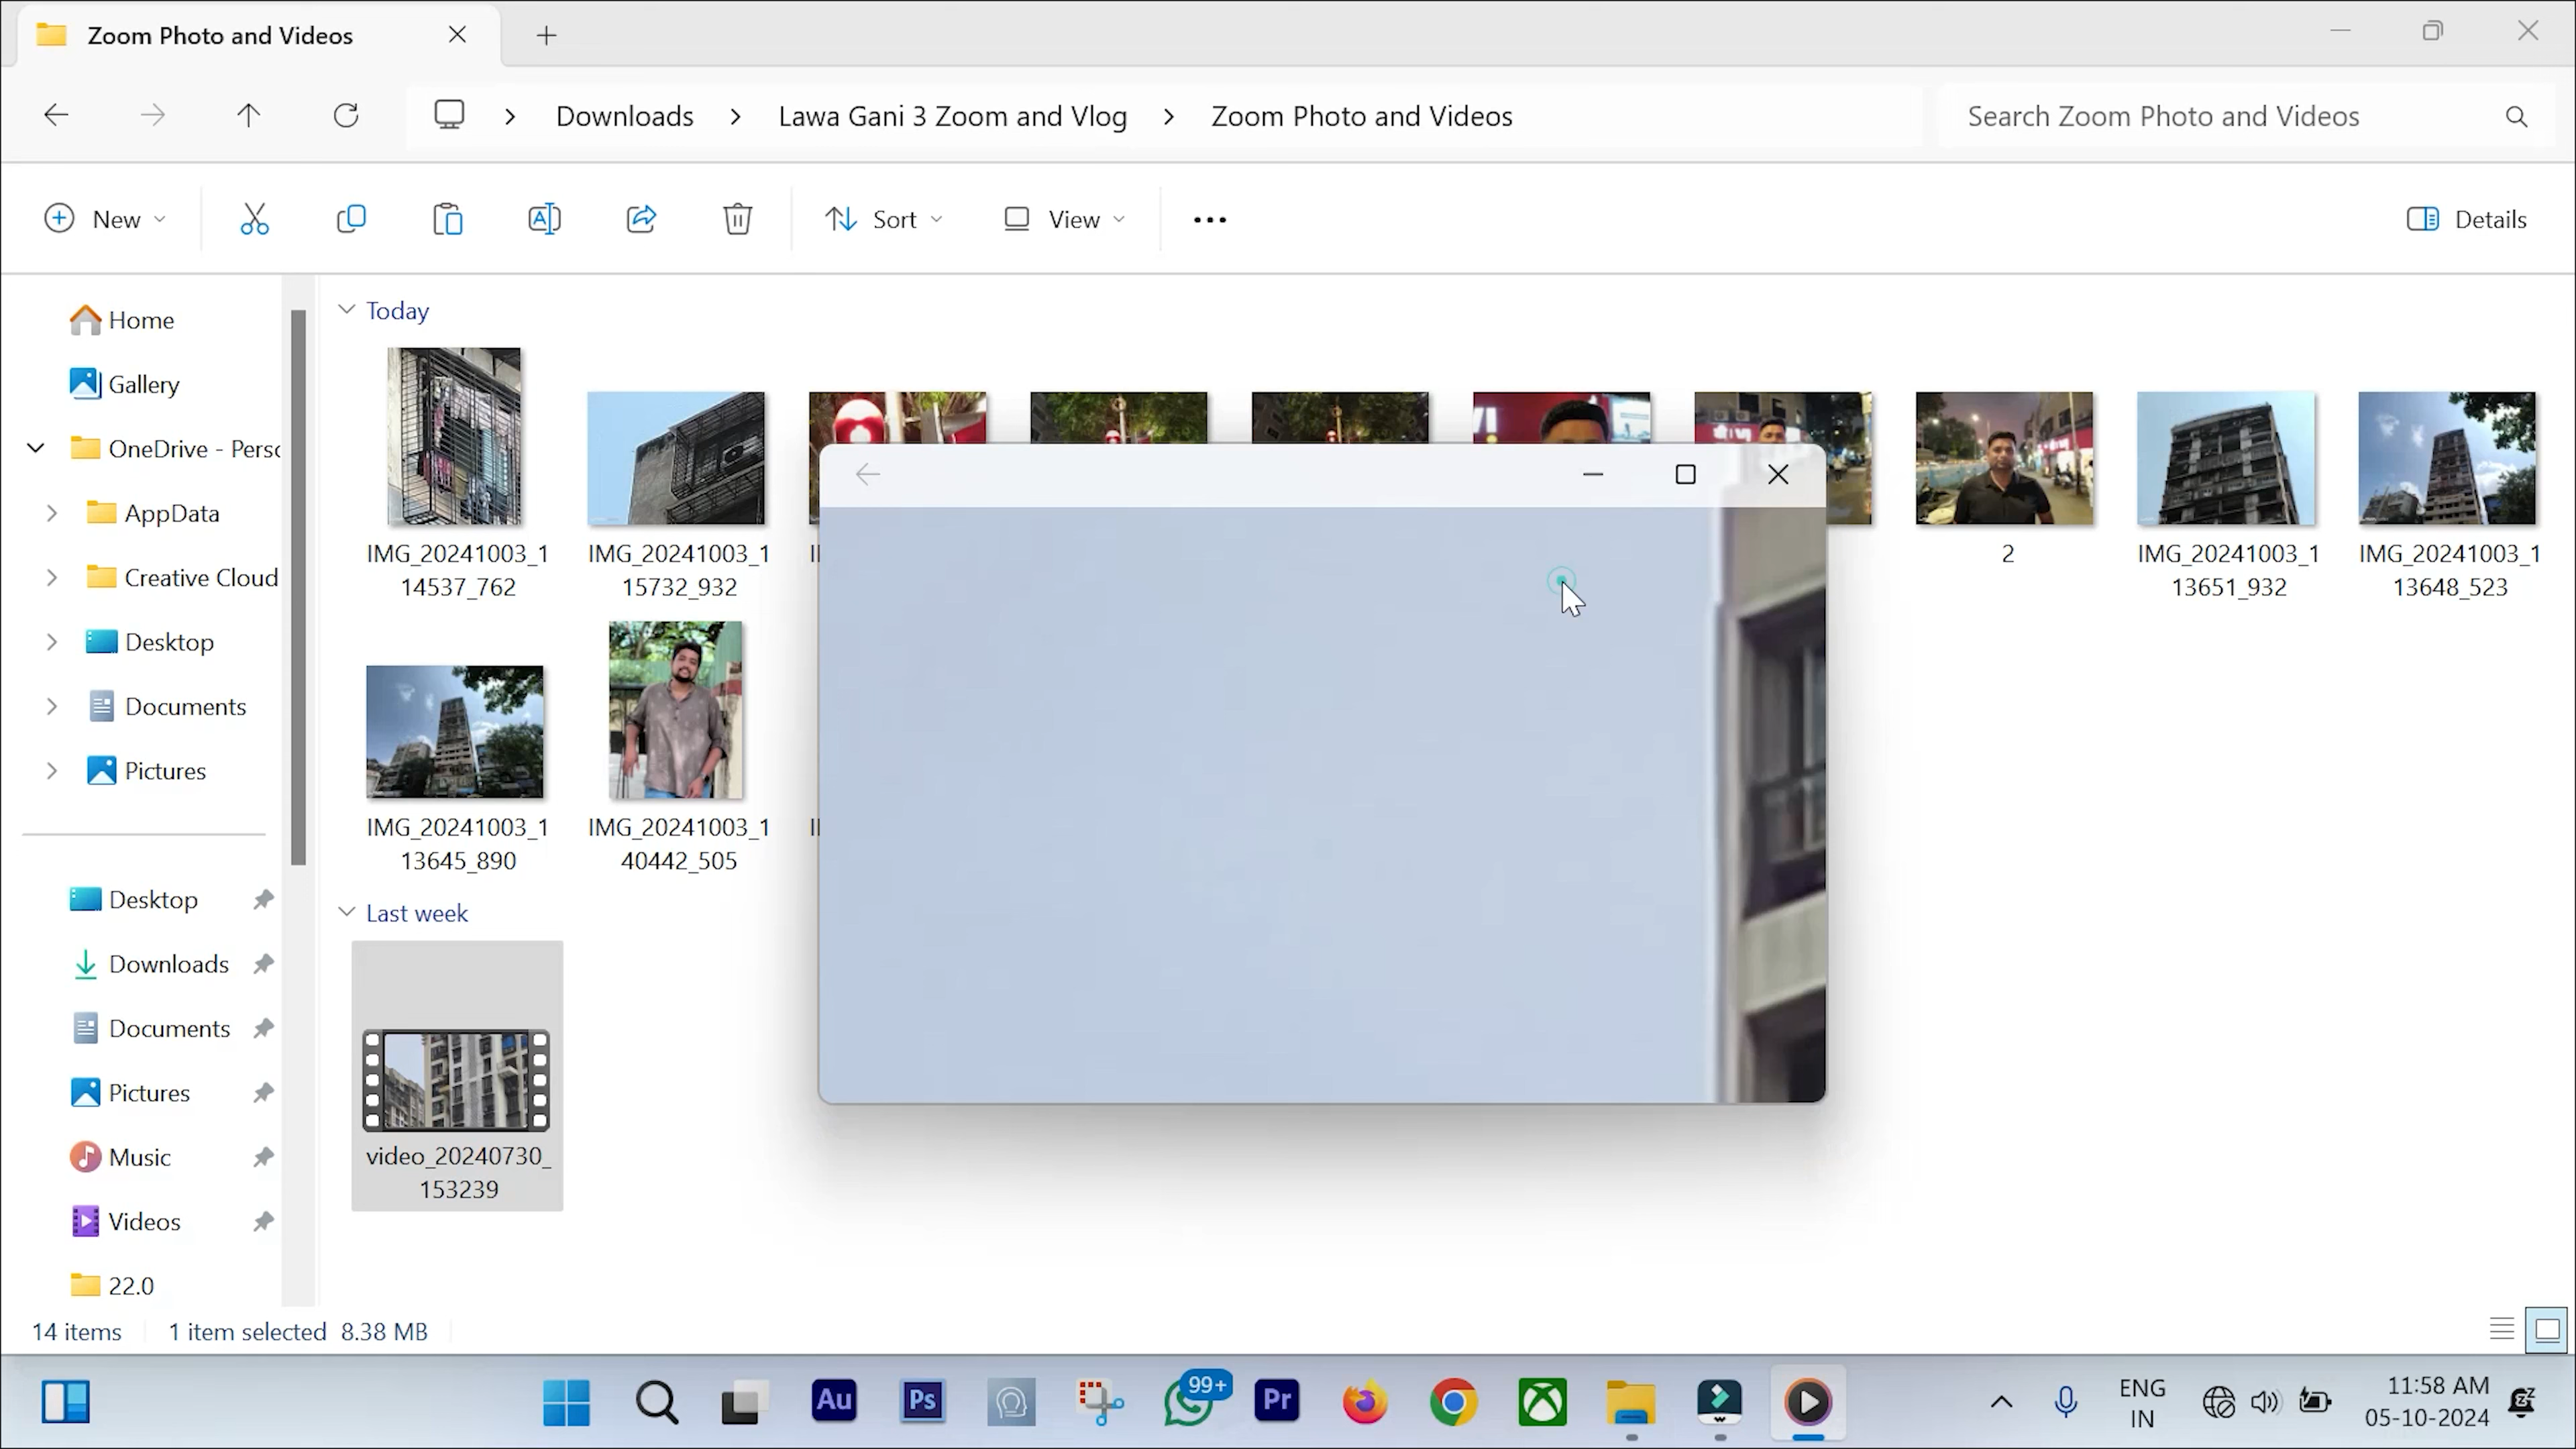 Zoom Photo and Videos
Downloads
Lawa Gani 3 Zoom and Vlog
Zoom Photo and Videos
Search Zoom Photo and Videos
New
Sort
View
Details
Home
Gallery
OneDrive - Perso
AppData
Creative Cloud
Desktop
Documents
Pictures
Desktop
Downloads
Documents
Pictures
Music
Videos
22.0
Today
IMG_20241003_1
14537_762
IMG_20241003_1
15732_932
2
IMG_20241003_1
13651_932
IMG_20241003_1
13648_523
IMG_20241003_1
13645_890
IMG_20241003_1
40442_505
Last week
video_20240730_
153239
14 items
1 item selected 8.38 MB
Au
Ps
99+
Pr
ENG
IN
11:58 AM
05-10-2024